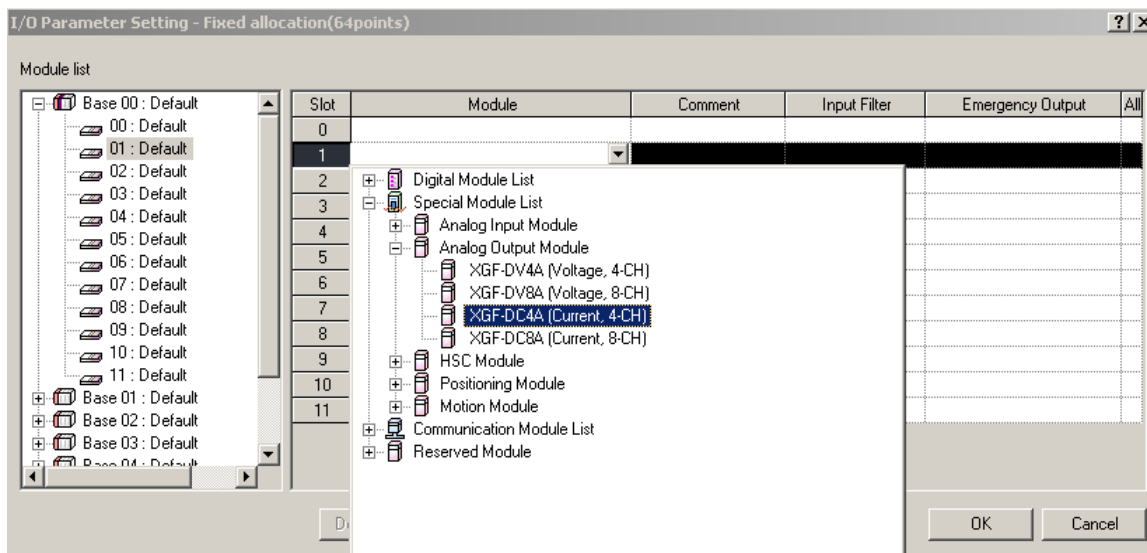 I/O Parameter Setting - Fixed allocation(64points)
Module list
Base 00 : Default
00 : Default
01 : Default
02 : Default
03 : Default
04 : Default
05 : Default
06 : Default
07 : Default
08 : Default
09 : Default
10 : Default
11 : Default
Base 01 : Default
Base 02 : Default
Base 03 : Default
Base 04 : Default
Slot Module Comment Input Filter Emergency Output All
0
1
2
3
4
5
6
7
8
9
10
11
Digital Module List
Special Module List
Analog Input Module
Analog Output Module
XGF-DV4A (Voltage, 4-CH)
XGF-DV8A (Voltage, 8-CH)
XGF-DC4A (Current, 4-CH)
XGF-DC8A (Current, 8-CH)
HSC Module
Positioning Module
Motion Module
Communication Module List
Reserved Module
OK Cancel